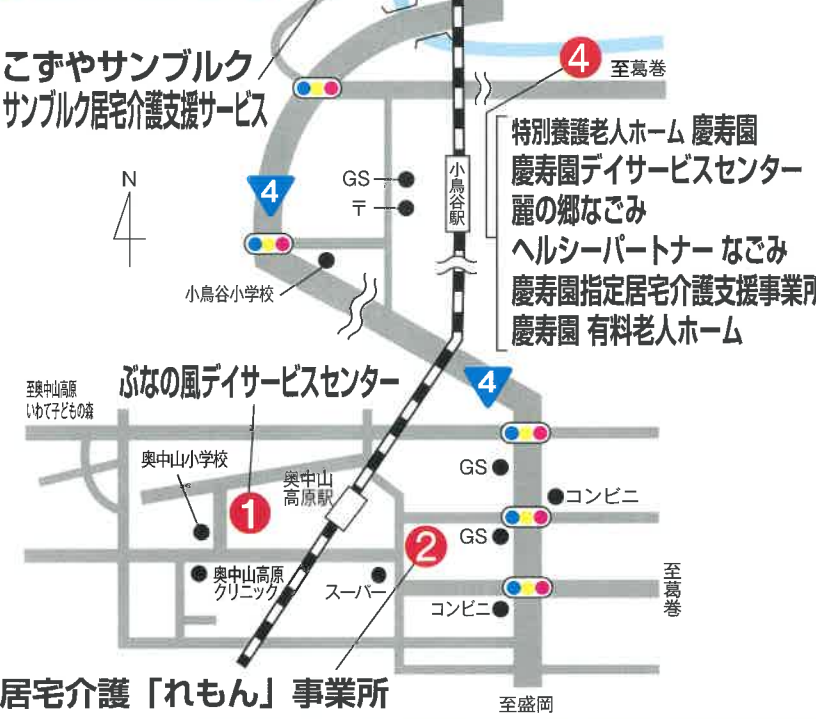 こずやサンブルク
サンブルク居宅介護支援サービス
4
至葛巻
特別養護老人ホーム 慶寿園
慶寿園デイサービスセンター
麗の郷なごみ
ヘルシーパートナー なごみ
慶寿園指定居宅介護支援事業所
慶寿園 有料老人ホーム
N
4
GS
〒
小鳥谷駅
小鳥谷小学校
至奥中山高原
いわて子どもの森
ぶなの風デイサービスセンター
4
奥中山小学校
奥中山
高原駅
1
GS
コンビニ
2
GS
奥中山高原
クリニック
スーパー
コンビニ
至葛巻
居宅介護「れもん」事業所
至盛岡